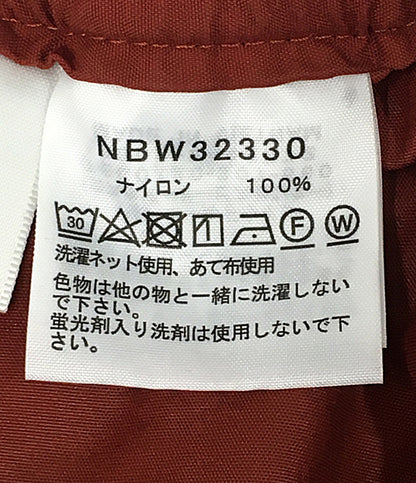 NBW32330
ナイロン 100%
30 F W
洗濯ネット使用、あて布使用
色物は他の物と一緒に洗濯しない
で下さい。
蛍光剤入り洗剤は使用しないで下
さい。